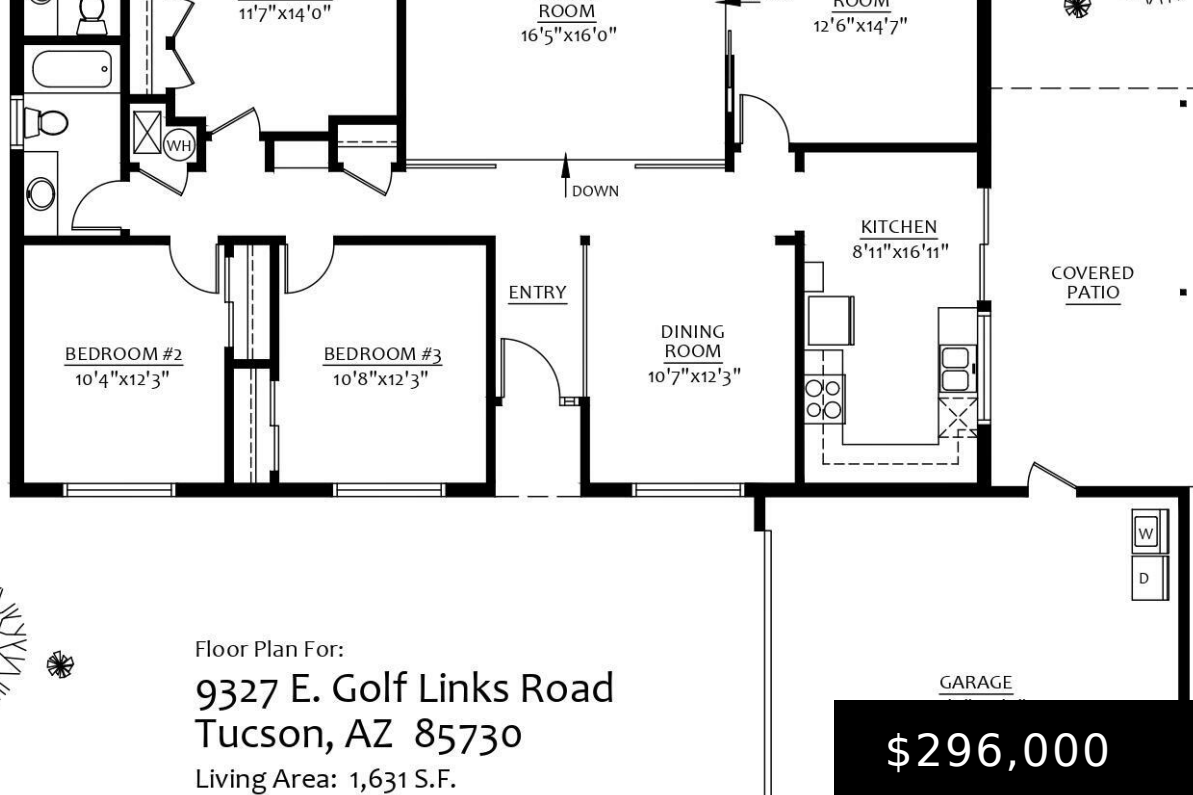 11'7"x14'0"
ROOM
16'5"x16'0"
ROOM
12'6"x14'7"
WH
DOWN
KITCHEN
8'11"x16'11"
COVERED
PATIO
ENTRY
DINING
ROOM
10'7"x12'3"
BEDROOM #2
10'4"x12'3"
BEDROOM #3
10'8"x12'3"
W
D
Floor Plan For:
9327 E. Golf Links Road
Tucson, AZ 85730
Living Area: 1,631 S.F.
GARAGE
$296,000